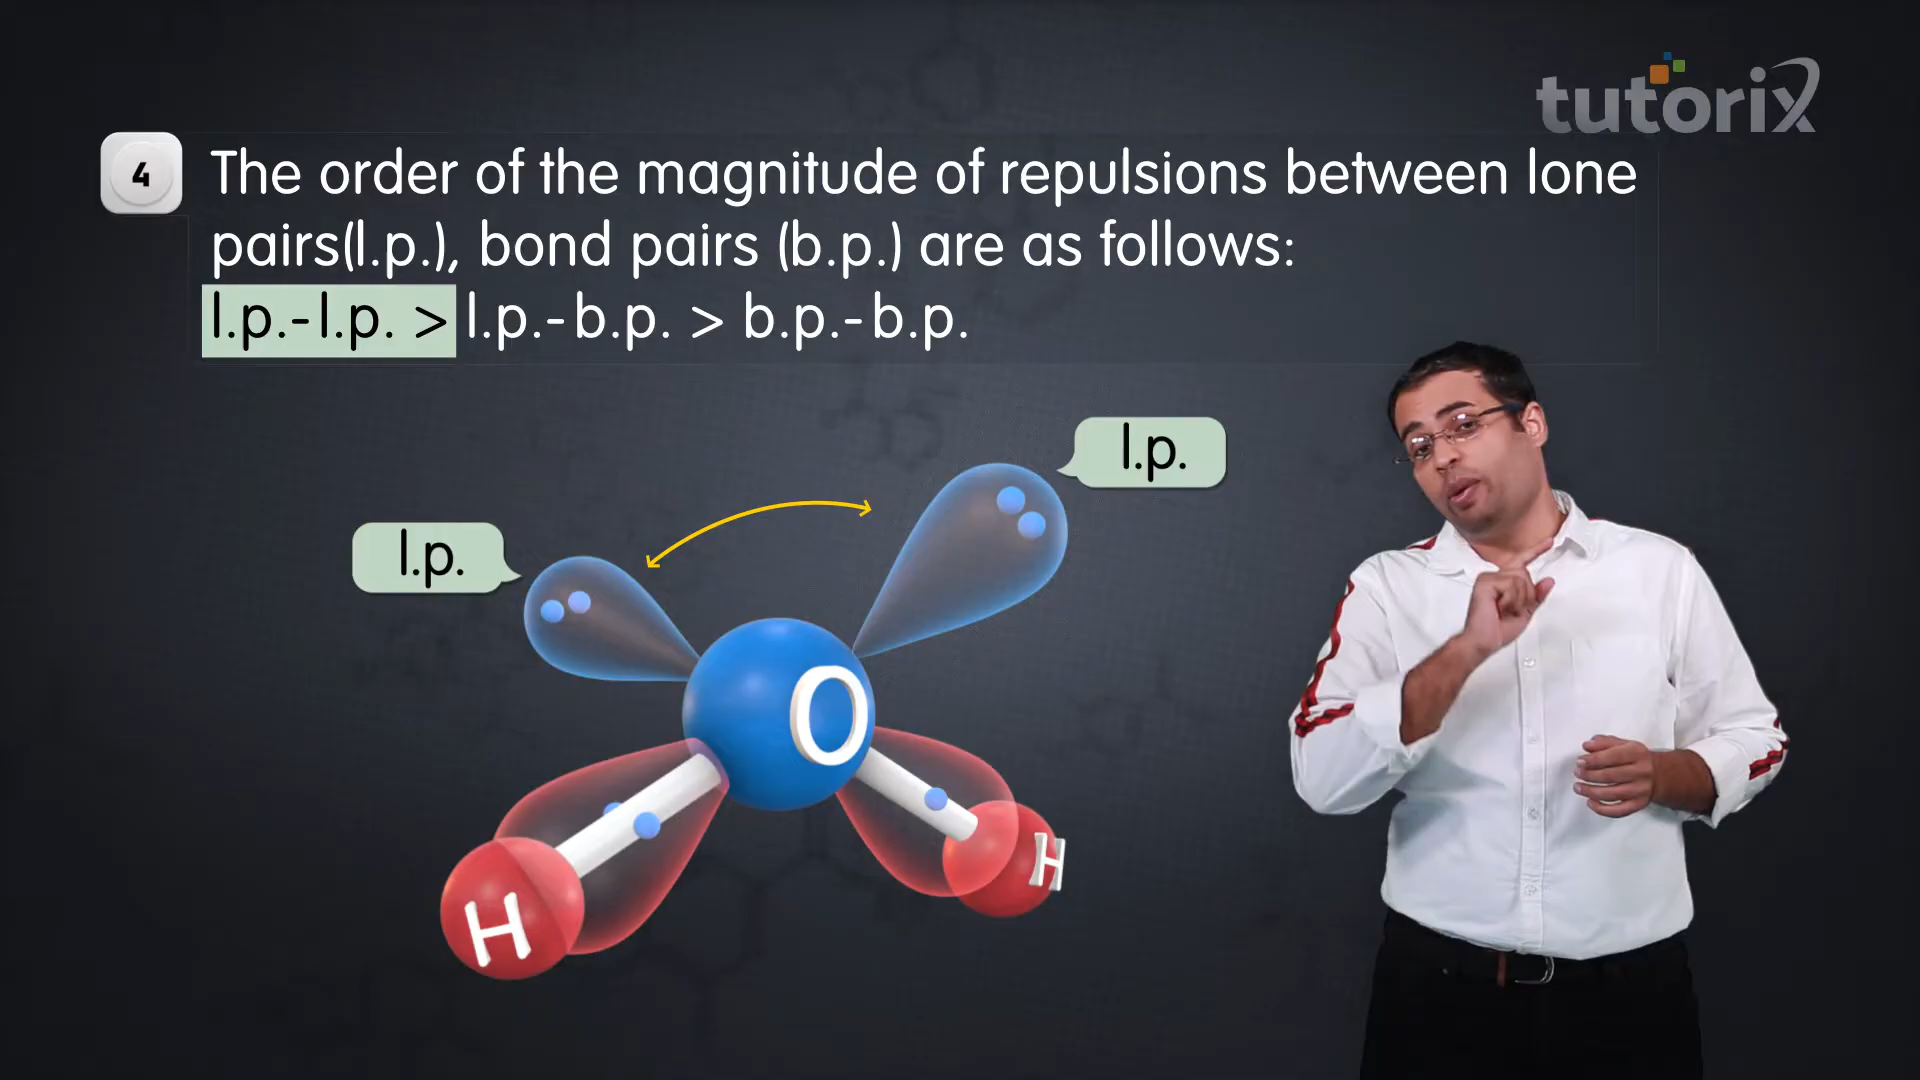 tutorix
4
The order of the magnitude of repulsions between lone
pairs(l.p.), bond pairs (b.p.) are as follows:
l.p.-l.p. > l.p.-b.p. > b.p.-b.p.
l.p.
l.p.
O
H
H